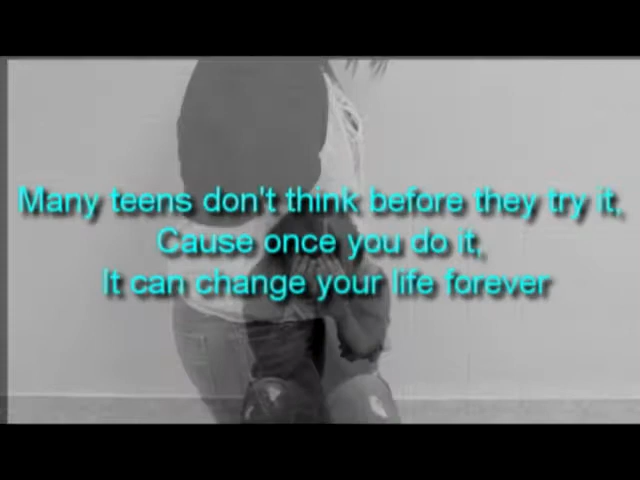 Many teens don't think before they try it,
Cause once you do it,
It can change your life forever